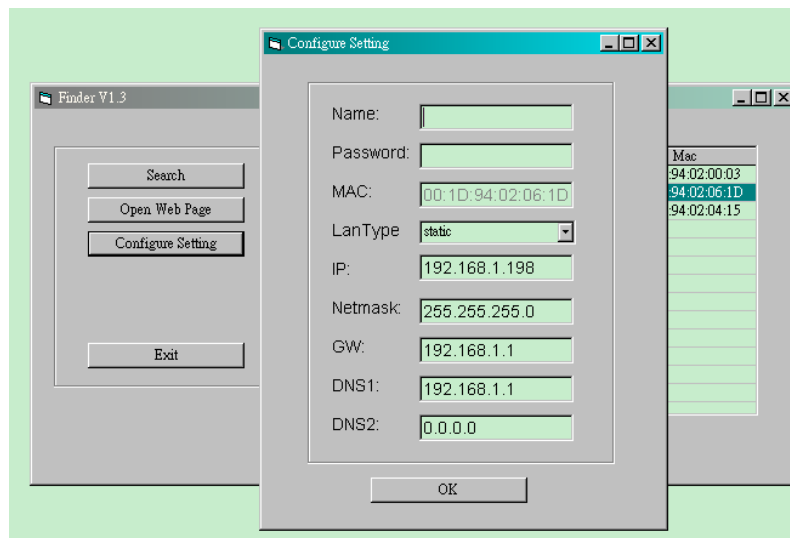 Configure Setting
Finder V1.3
Search
Open Web Page
Configure Setting
Exit
Name:
Password:
MAC: 00:1D:94:02:06:1D
LanType static
IP: 192.168.1.198
Netmask: 255.255.255.0
GW: 192.168.1.1
DNS1: 192.168.1.1
DNS2: 0.0.0.0
OK
Mac
:94:02:00:03
:94:02:06:1D
:94:02:04:15